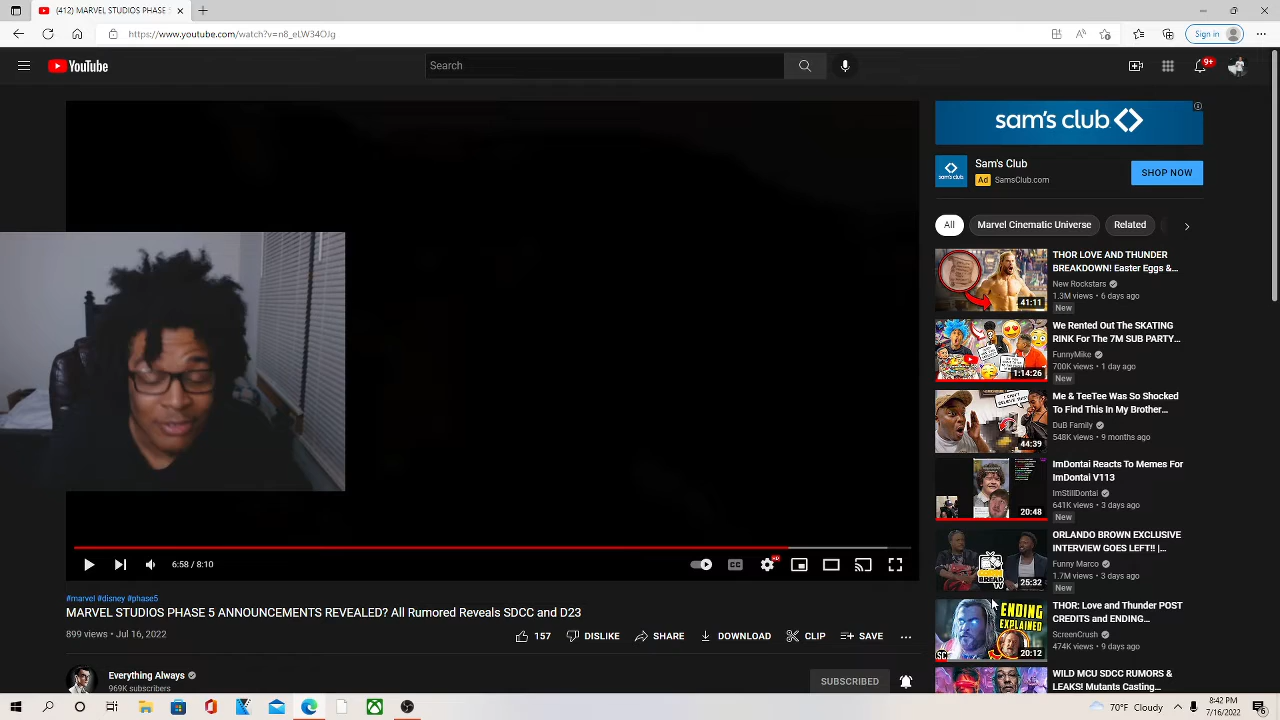 (412) MARVEL STUDIOS PHASE
https://www.youtube.com/watch?v=n8_eLW34OJg
Sign in
YouTube
Search
9+
sam's club
Sam's Club
Ad SamsClub.com
SHOP NOW
sam's club
All
Marvel Cinematic Universe
Related
THOR LOVE AND THUNDER
BREAKDOWN! Easter Eggs &...
New Rockstars
1.3M views • 6 days ago
New
41:11
We Rented Out The SKATING
RINK For The 7M SUB PARTY...
FunnyMike
700K views • 1 day ago
New
1:14:26
Me & TeeTee Was So Shocked
To Find This In My Brother...
DuB Family
548K views • 9 months ago
44:39
ImDontai Reacts To Memes For
ImDontai V113
ImStillDontai
641K views • 3 days ago
New
20:48
ORLANDO BROWN EXCLUSIVE
INTERVIEW GOES LEFT!! |...
Funny Marco
1.7M views • 3 days ago
New
BREAD
TV
25:32
THOR: Love and Thunder POST
CREDITS and ENDING...
ScreenCrush
474K views • 9 days ago
ENDING
EXPLAINED
SC
20:12
WILD MCU SDCC RUMORS &
LEAKS! Mutants Casting...
6:58 / 8:10
CC
HD
#marvel #disney #phase5
MARVEL STUDIOS PHASE 5 ANNOUNCEMENTS REVEALED? All Rumored Reveals SDCC and D23
899 views • Jul 16, 2022
157
DISLIKE
SHARE
DOWNLOAD
CLIP
SAVE
Everything Always
969K subscribers
SUBSCRIBED
70°F Cloudy
8:42 PM
7/16/2022
6